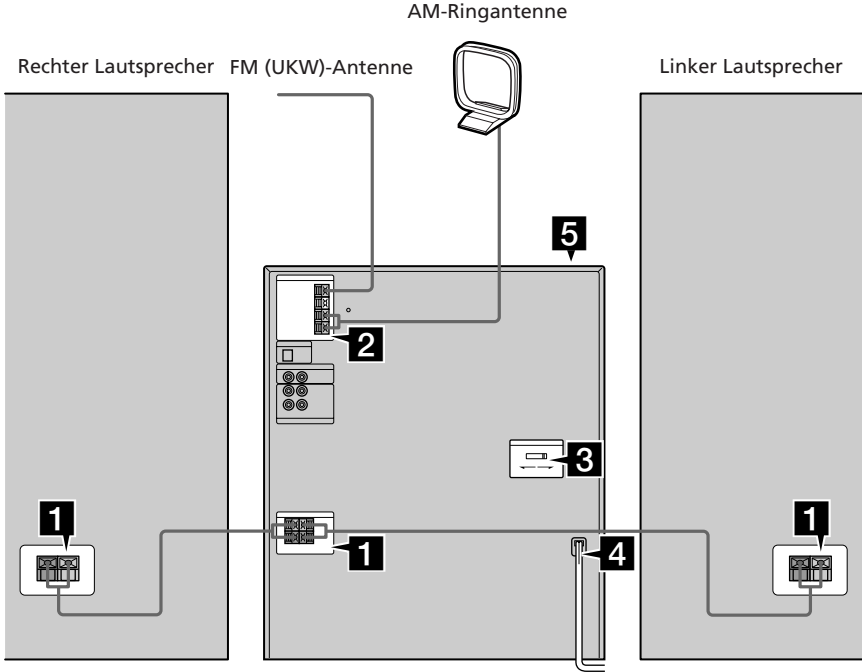 AM-Ringantenne
Rechter Lautsprecher
FM (UKW)-Antenne
Linker Lautsprecher
5
2
3
1
1
1
4